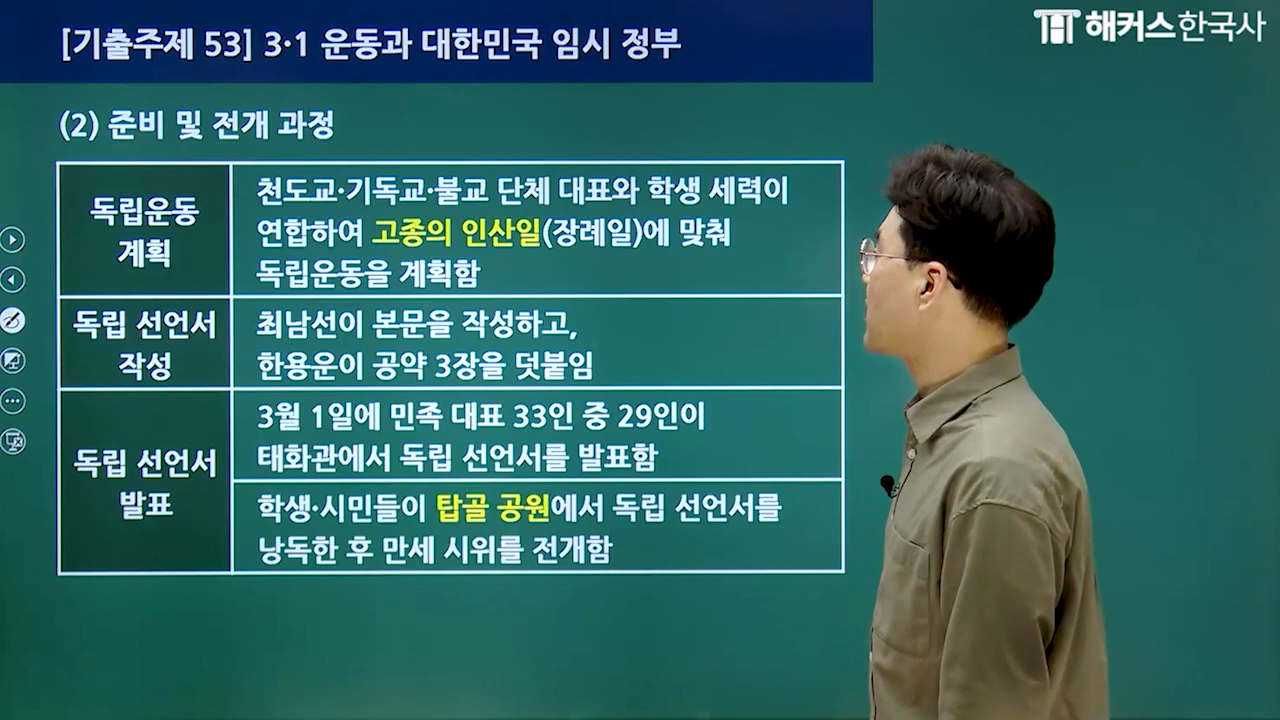 [기출주제 53] 3·1 운동과 대한민국 임시 정부
해커스한국사
(2) 준비 및 전개 과정
독립운동
계획
천도교·기독교·불교 단체 대표와 학생 세력이
연합하여 고종의 인산일(장례일)에 맞춰
독립운동을 계획함
독립 선언서
작성
최남선이 본문을 작성하고,
한용운이 공약 3장을 덧붙임
독립 선언서
발표
3월 1일에 민족 대표 33인 중 29인이
태화관에서 독립 선언서를 발표함
학생·시민들이 탑골 공원에서 독립 선언서를
낭독한 후 만세 시위를 전개함